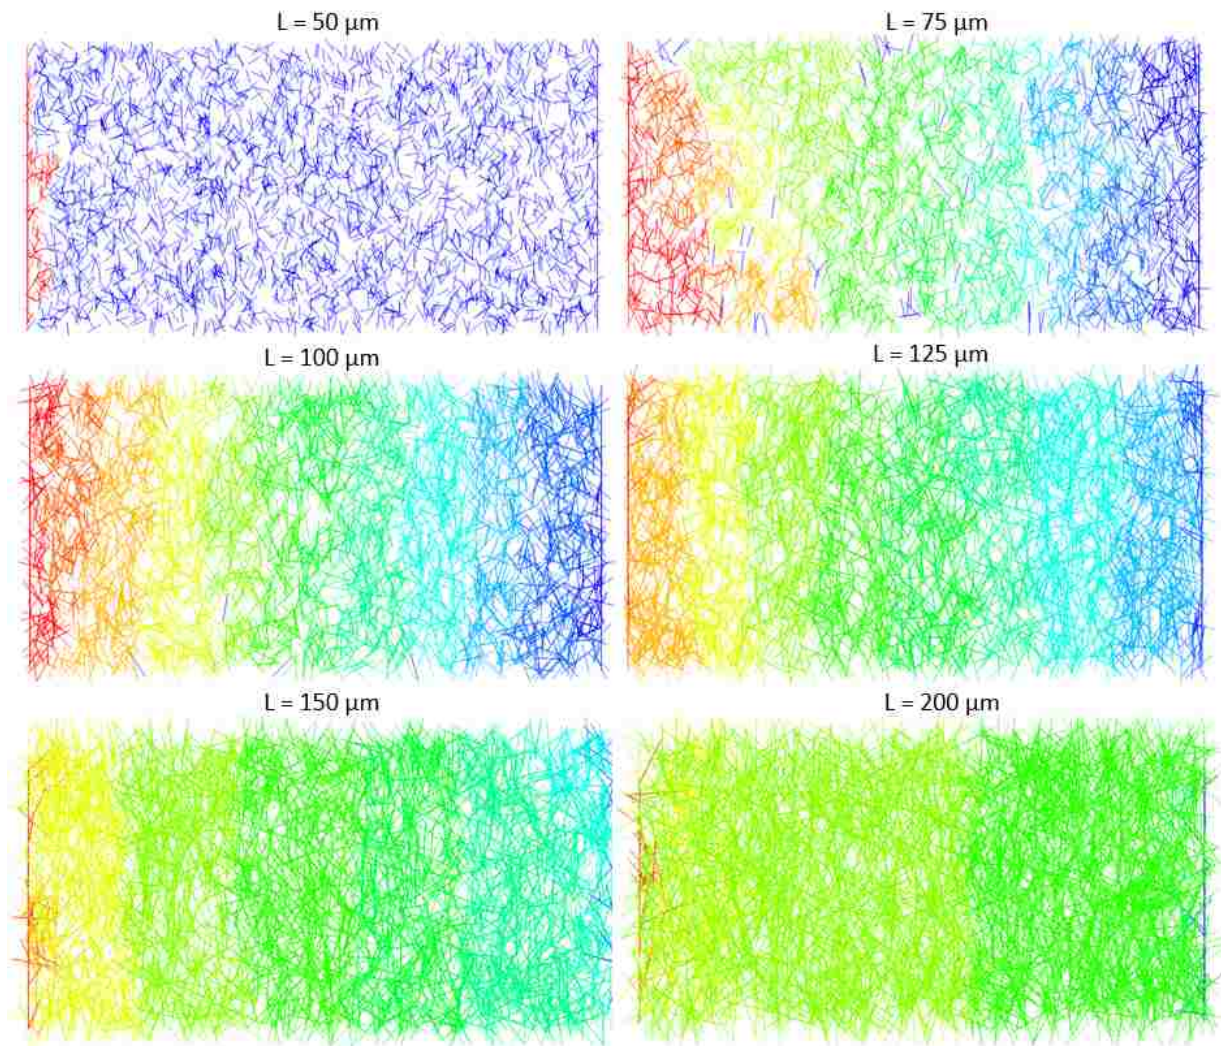 L = 50 µm
L = 75 µm
L = 100 µm
L = 125 µm
L = 150 µm
L = 200 µm